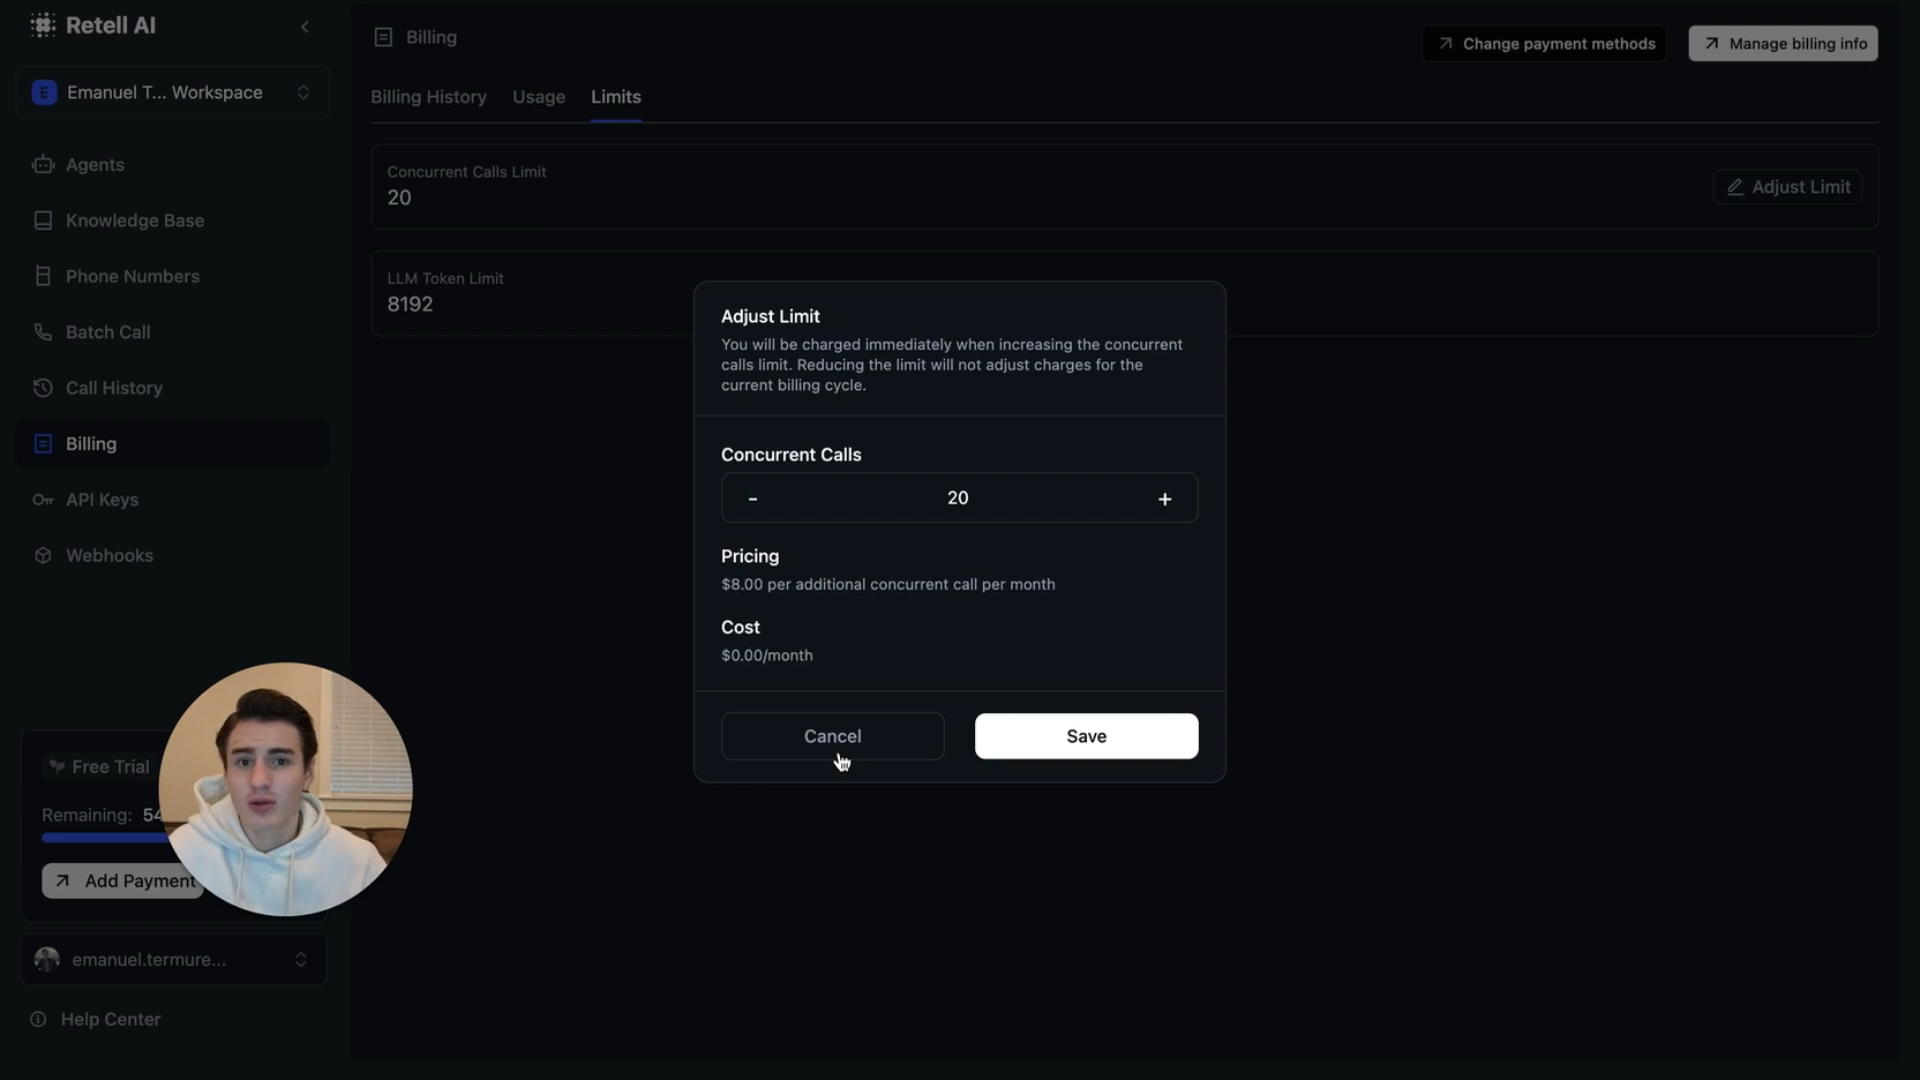 Retell AI
E
Emanuel T... Workspace
Agents
Knowledge Base
Phone Numbers
Batch Call
Call History
Billing
API Keys
Webhooks
Free Trial
Remaining: 54
Add Payment
emanuel.termure...
Help Center
Billing
Change payment methods
Manage billing info
Billing History
Usage
Limits
Concurrent Calls Limit
20
Adjust Limit
LLM Token Limit
8192
Adjust Limit
You will be charged immediately when increasing the concurrent
calls limit. Reducing the limit will not adjust charges for the
current billing cycle.
Concurrent Calls
- 20 +
Pricing
$8.00 per additional concurrent call per month
Cost
$0.00/month
Cancel
Save